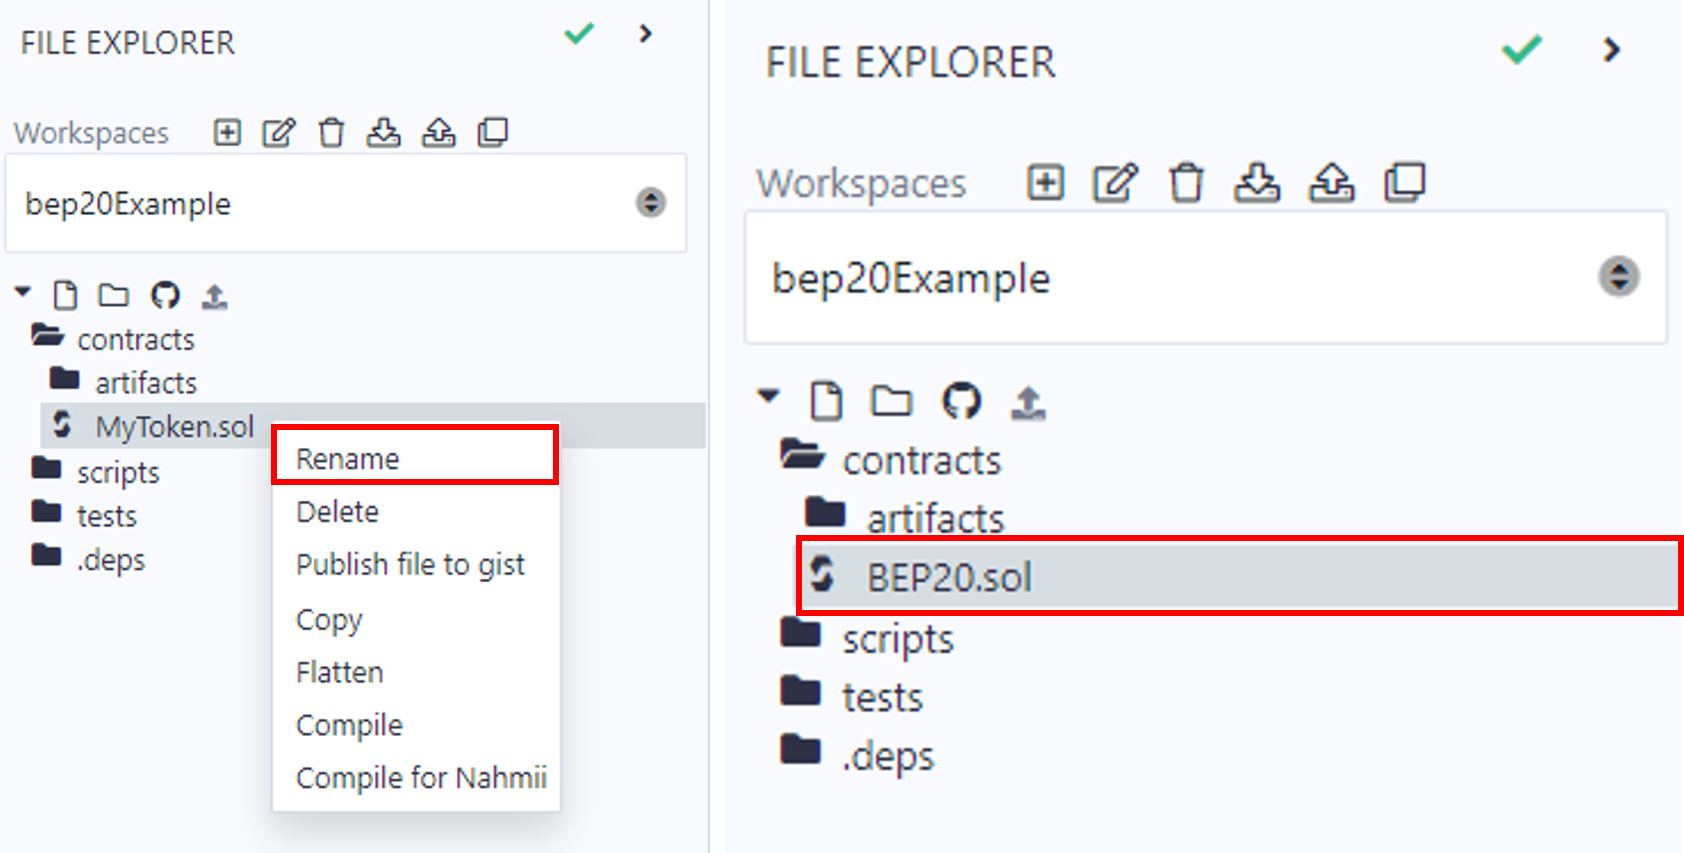 FILE EXPLORER
Workspaces
bep20Example
contracts
artifacts
MyToken.sol
scripts
tests
.deps
Rename
Delete
Publish file to gist
Copy
Flatten
Compile
Compile for Nahmii
FILE EXPLORER
Workspaces
bep20Example
contracts
artifacts
BEP20.sol
scripts
tests
.deps